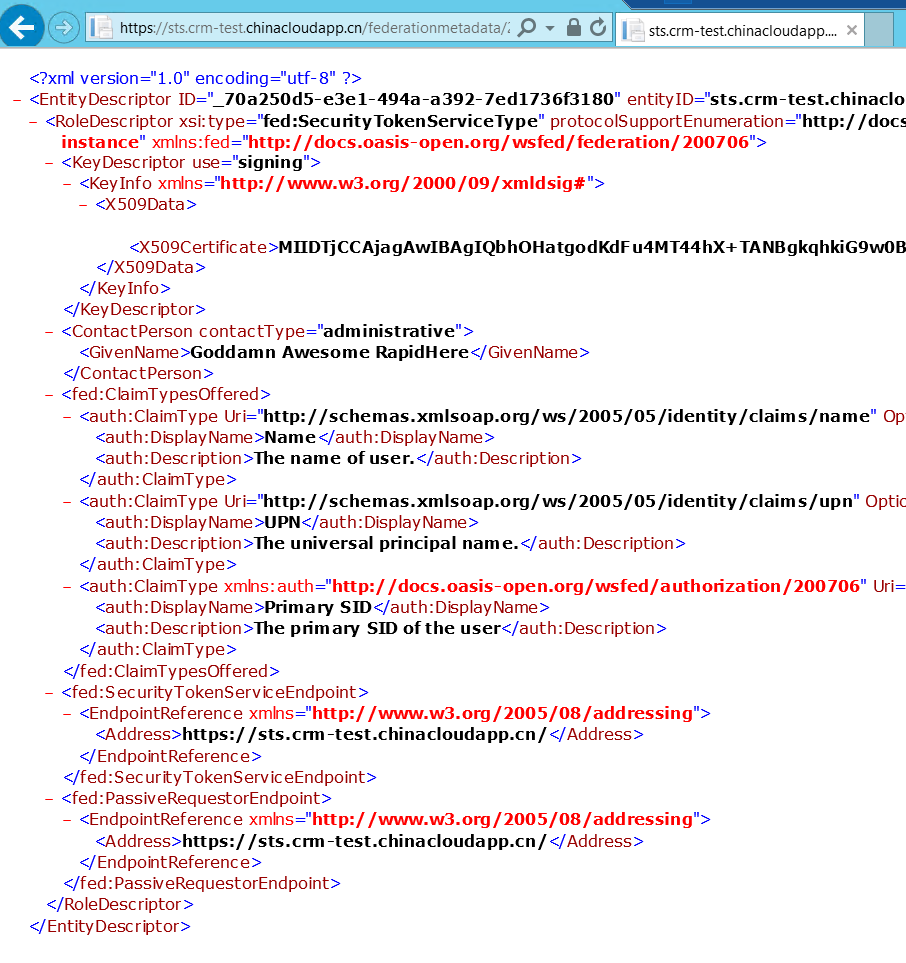 https://sts.crm-test.chinacloudapp.cn/federationmetadata/2 sts.crm-test.chinacloudapp....
<?xml version="1.0" encoding="utf-8" ?>
- <EntityDescriptor ID="_70a250d5-e3e1-494a-a392-7ed1736f3180" entityID="sts.crm-test.chinaclo
- <RoleDescriptor xsi:type="fed:SecurityTokenServiceType" protocolSupportEnumeration="http://docs
instance" xmlns:fed="http://docs.oasis-open.org/wsfed/federation/200706">
- <KeyDescriptor use="signing">
- <KeyInfo xmlns="http://www.w3.org/2000/09/xmldsig#">
- <X509Data>
<X509Certificate>MIIDTjCCAjagAwIBAgIQbhOHatgodKdFu4MT44hX+TANBgkqhkiG9w0B
</X509Data>
</KeyInfo>
</KeyDescriptor>
- <ContactPerson contactType="administrative">
<GivenName>Goddamn Awesome RapidHere</GivenName>
</ContactPerson>
- <fed:ClaimTypesOffered>
- <auth:ClaimType Uri="http://schemas.xmlsoap.org/ws/2005/05/identity/claims/name" Op
<auth:DisplayName>Name</auth:DisplayName>
<auth:Description>The name of user.</auth:Description>
</auth:ClaimType>
- <auth:ClaimType Uri="http://schemas.xmlsoap.org/ws/2005/05/identity/claims/upn" Optio
<auth:DisplayName>UPN</auth:DisplayName>
<auth:Description>The universal principal name.</auth:Description>
</auth:ClaimType>
- <auth:ClaimType xmlns:auth="http://docs.oasis-open.org/wsfed/authorization/200706" Uri=
<auth:DisplayName>Primary SID</auth:DisplayName>
<auth:Description>The primary SID of the user</auth:Description>
</auth:ClaimType>
</fed:ClaimTypesOffered>
- <fed:SecurityTokenServiceEndpoint>
- <EndpointReference xmlns="http://www.w3.org/2005/08/addressing">
<Address>https://sts.crm-test.chinacloudapp.cn/</Address>
</EndpointReference>
</fed:SecurityTokenServiceEndpoint>
- <fed:PassiveRequestorEndpoint>
- <EndpointReference xmlns="http://www.w3.org/2005/08/addressing">
<Address>https://sts.crm-test.chinacloudapp.cn/</Address>
</EndpointReference>
</fed:PassiveRequestorEndpoint>
</RoleDescriptor>
</EntityDescriptor>